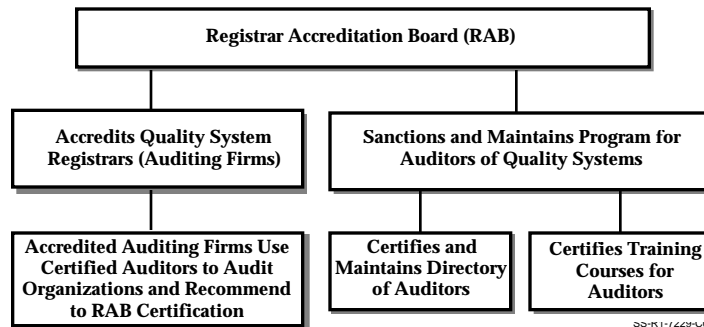 Registrar Accreditation Board (RAB)
Accredits Quality System
Registrars (Auditing Firms)
Sanctions and Maintains Program for
Auditors of Quality Systems
Accredited Auditing Firms Use
Certified Auditors to Audit
Organizations and Recommend
to RAB Certification
Certifies and
Maintains Directory
of Auditors
Certifies Training
Courses for
Auditors